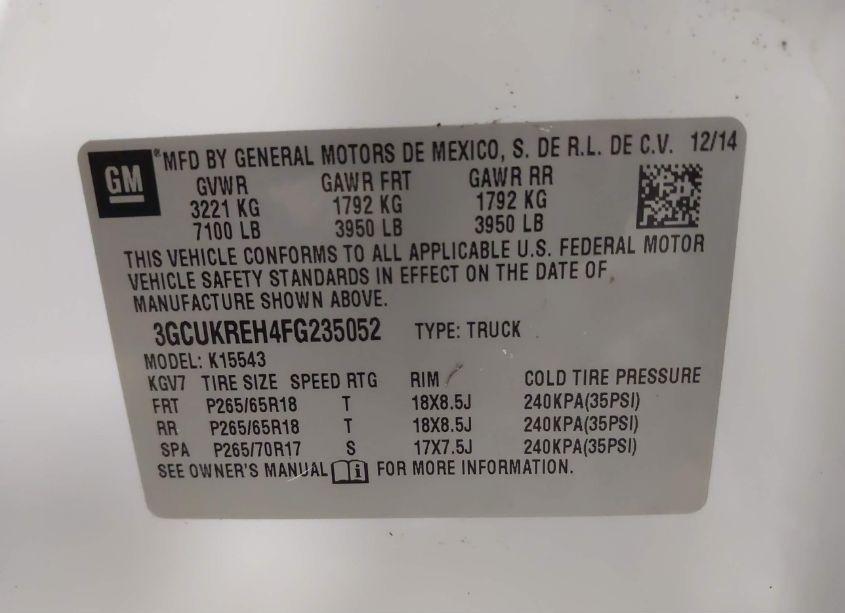 GM ® MFD BY GENERAL MOTORS DE MEXICO, S. DE R.L. DE C.V. 12/14
GVWR GAWR FRT GAWR RR
3221 KG 1792 KG 1792 KG
7100 LB 3950 LB 3950 LB
THIS VEHICLE CONFORMS TO ALL APPLICABLE U.S. FEDERAL MOTOR
VEHICLE SAFETY STANDARDS IN EFFECT ON THE DATE OF
MANUFACTURE SHOWN ABOVE.
3GCUKREH4FG235052 TYPE: TRUCK
MODEL: K15543
KGV7 TIRE SIZE SPEED RTG RIM COLD TIRE PRESSURE
FRT P265/65R18 T 18X8.5J 240KPA(35PSI)
RR P265/65R18 T 18X8.5J 240KPA(35PSI)
SPA P265/70R17 S 17X7.5J 240KPA(35PSI)
SEE OWNER'S MANUAL FOR MORE INFORMATION.